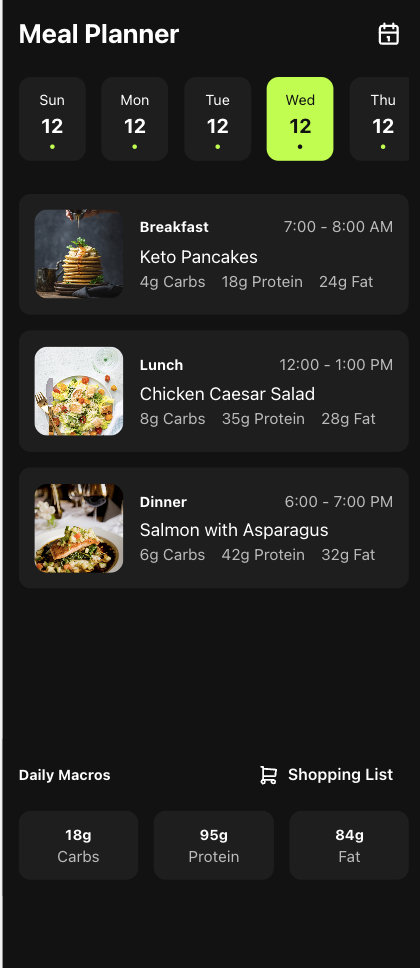 Meal Planner
Sun Mon Tue Wed Thu
12 12 12 12 12
Breakfast 7:00 - 8:00 AM
Keto Pancakes
4g Carbs 18g Protein 24g Fat
Lunch 12:00 - 1:00 PM
Chicken Caesar Salad
8g Carbs 35g Protein 28g Fat
Dinner 6:00 - 7:00 PM
Salmon with Asparagus
6g Carbs 42g Protein 32g Fat
Daily Macros Shopping List
18g 95g 84g
Carbs Protein Fat